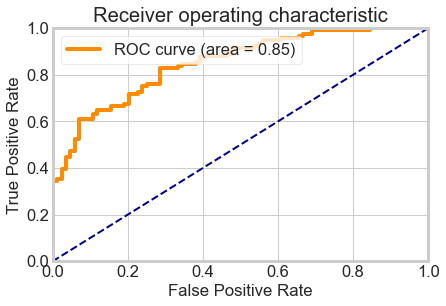 Receiver operating characteristic
ROC curve (area = 0.85)
1.0
0.8
0.6
0.4
0.2
0.0
True Positive Rate
0.0 0.2 0.4 0.6 0.8 1.0
False Positive Rate